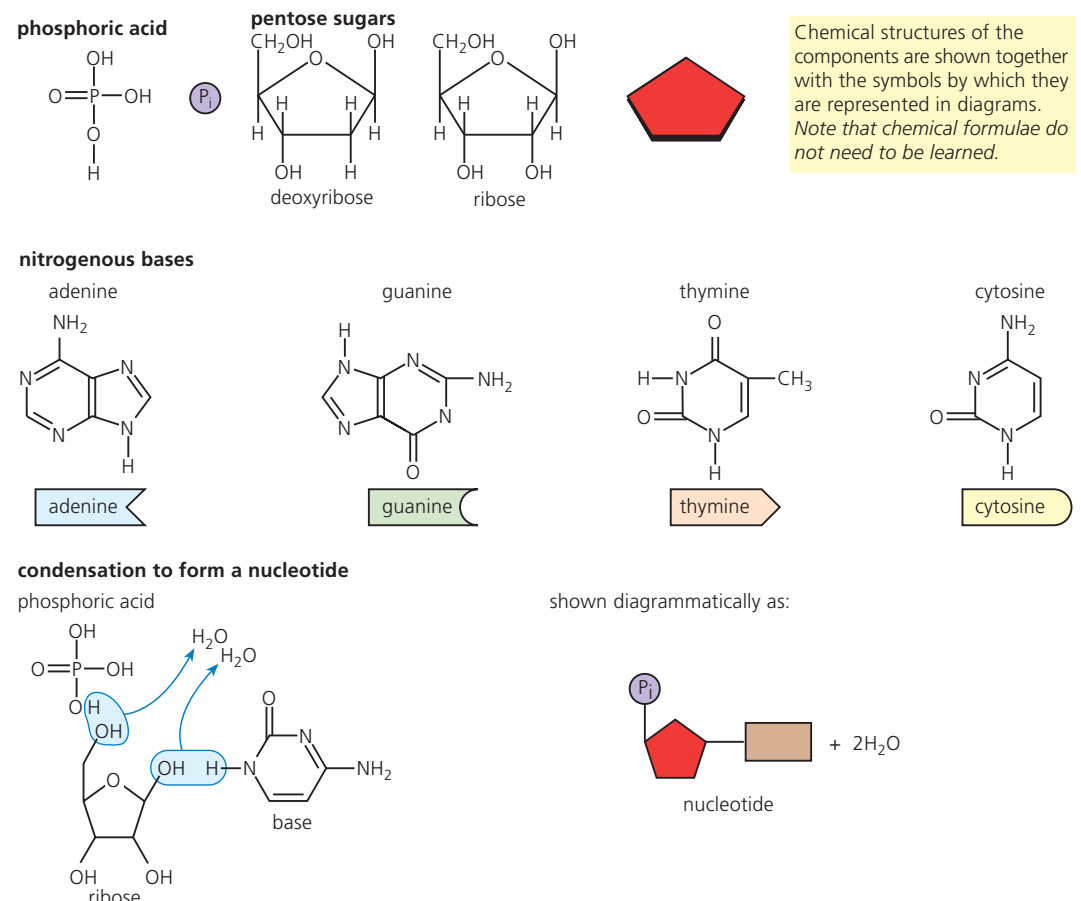 phosphoric acid
OH
O=P—OH
O
H
Pi
pentose sugars
CH₂OH OH
O
H H
H H
OH H
deoxyribose
CH₂OH OH
O
H H
H H
OH OH
ribose
Chemical structures of the
components are shown together
with the symbols by which they
are represented in diagrams.
Note that chemical formulae do
not need to be learned.
nitrogenous bases
adenine
NH₂
N N
N N
H
adenine
guanine
H
N N
NH₂
N N
O
guanine
thymine
O
H—N CH₃
O N
H
thymine
cytosine
NH₂
N
O N
H
cytosine
condensation to form a nucleotide
phosphoric acid
OH
O=P—OH
OH
OH
H₂O
H₂O
O
OH H—N
O
N
NH₂
base
OH OH
ribose
shown diagrammatically as:
Pi
+ 2H₂O
nucleotide